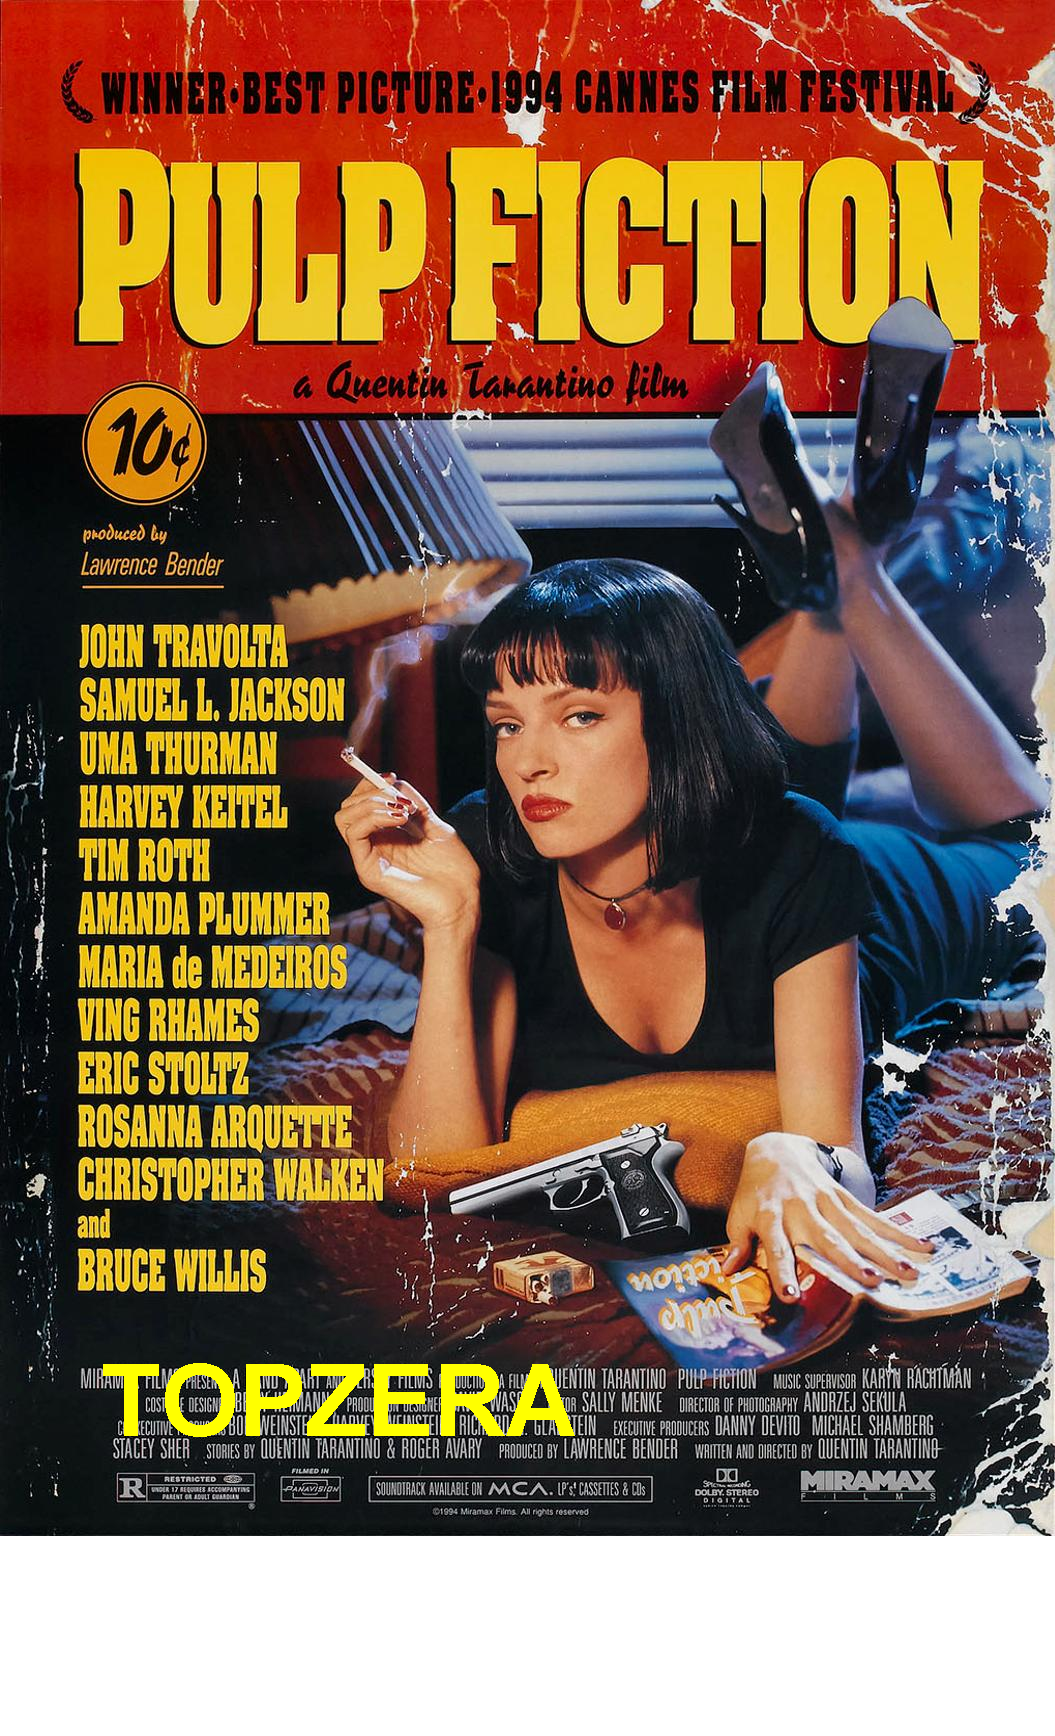 WINNER•BEST PICTURE•1994 CANNES FILM FESTIVAL
PULP FICTION
a Quentin Tarantino film
10¢
produced by
Lawrence Bender
JOHN TRAVOLTA
SAMUEL L. JACKSON
UMA THURMAN
HARVEY KEITEL
TIM ROTH
AMANDA PLUMMER
MARIA de MEDEIROS
VING RHAMES
ERIC STOLTZ
ROSANNA ARQUETTE
CHRISTOPHER WALKEN
and
BRUCE WILLIS
Pulp
Fiction
TOPZERA
FILMS QUENTIN TARANTINO PULP FICTION MUSIC SUPERVISOR KARYN RACHTMAN
SALLY MENKE DIRECTOR OF PHOTOGRAPHY ANDRZEJ SEKULA
EXECUTIVE PRODUCERS DANNY DEVITO MICHAEL SHAMBERG
STACEY SHER STORIES BY QUENTIN TARANTINO & ROGER AVARY PRODUCED BY LAWRENCE BENDER WRITTEN AND DIRECTED BY QUENTIN TARANTINO
R RESTRICTED
UNDER 17 REQUIRES ACCOMPANYING
PARENT OR ADULT GUARDIAN
FILMED IN
PANAVISION
SOUNDTRACK AVAILABLE ON MCA. LP's, CASSETTES & CDs
DOLBY STEREO
DIGITAL
MIRAMAX
FILMS
©1994 Miramax Films. All rights reserved